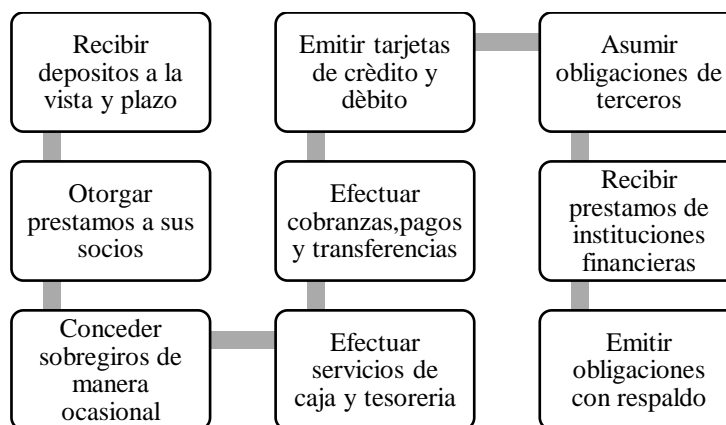 Recibir
depositos a la
vista y plazo
Otorgar
prestamos a sus
socios
Conceder
sobregiros de
manera
ocasional
Efectuar
servicios de
caja y tesoreria
Efectuar
cobranzas,pagos
y transferencias
Emitir tarjetas
de crèdito y
dèbito
Asumir
obligaciones de
terceros
Recibir
prestamos de
instituciones
financieras
Emitir
obligaciones
con respaldo